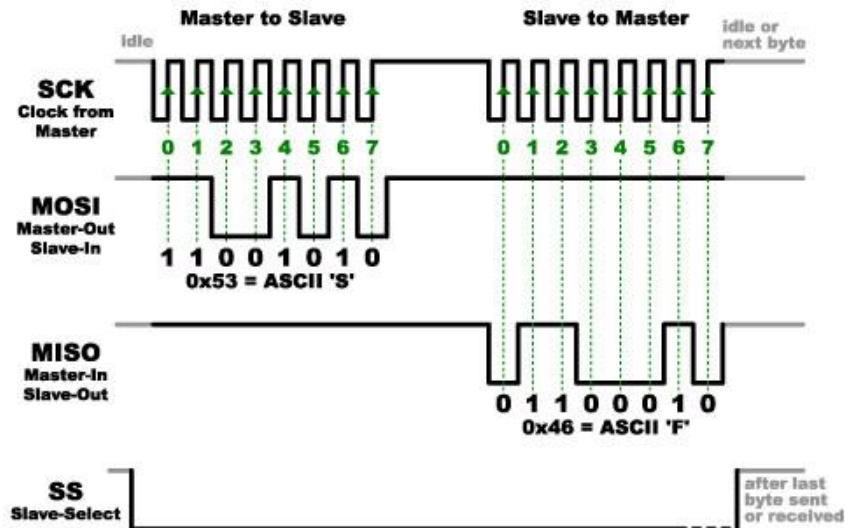 Master to Slave
Slave to Master
idle
idle or
next byte
SCK
Clock from
Master
0 1 2 3 4 5 6 7
0 1 2 3 4 5 6 7
MOSI
Master-Out
Slave-In
1 1 0 0 1 0 1 0
0x53 = ASCII 'S'
MISO
Master-In
Slave-Out
0 1 1 0 0 0 1 0
0x46 = ASCII 'F'
SS
Slave-Select
after last
byte sent
or received